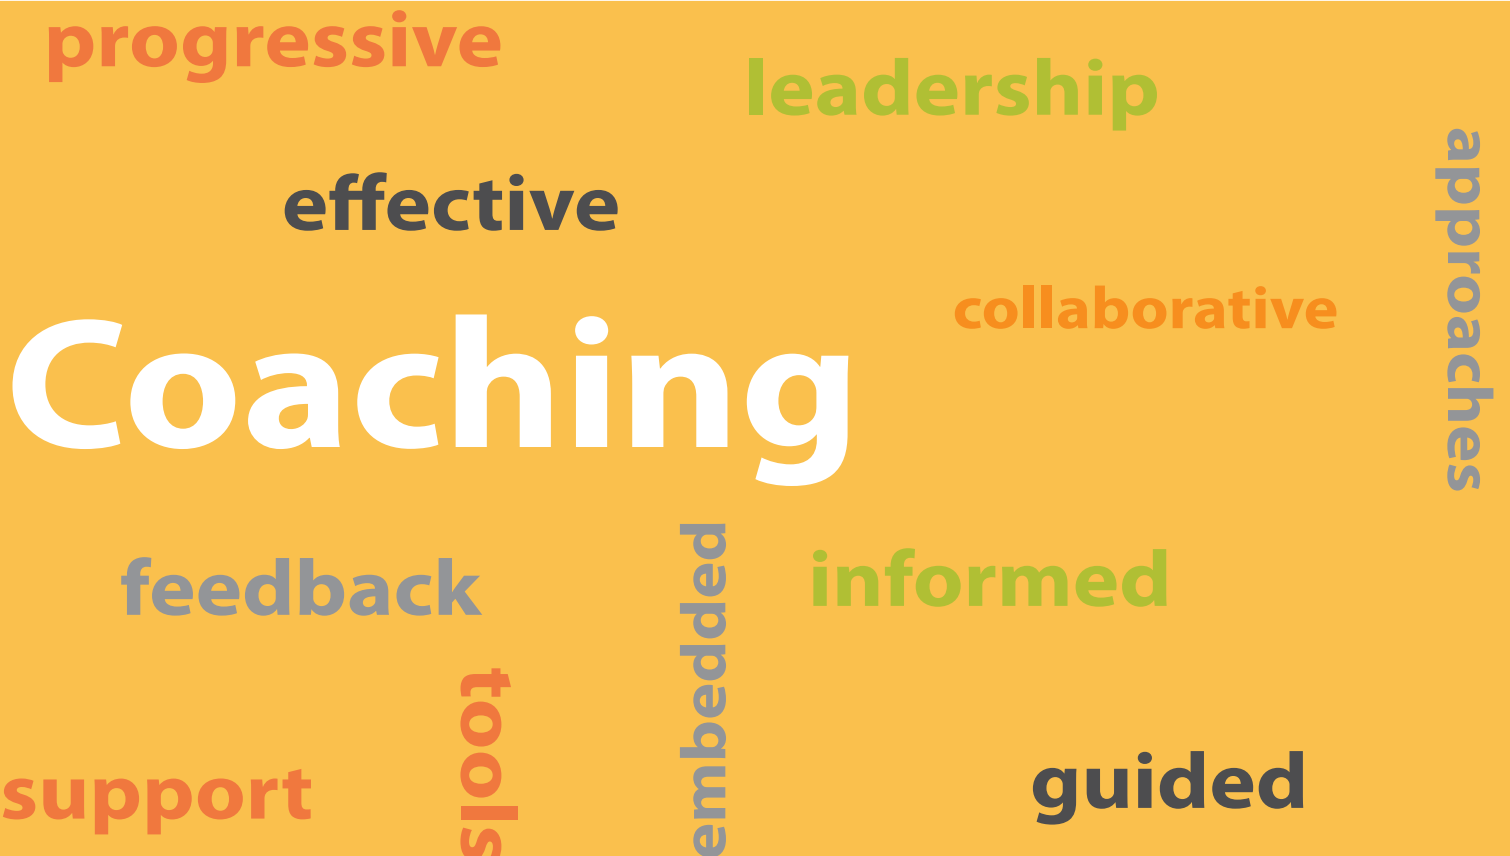 progressive
leadership
effective
approaches
collaborative
Coaching
feedback
embedded
informed
tools
support
guided